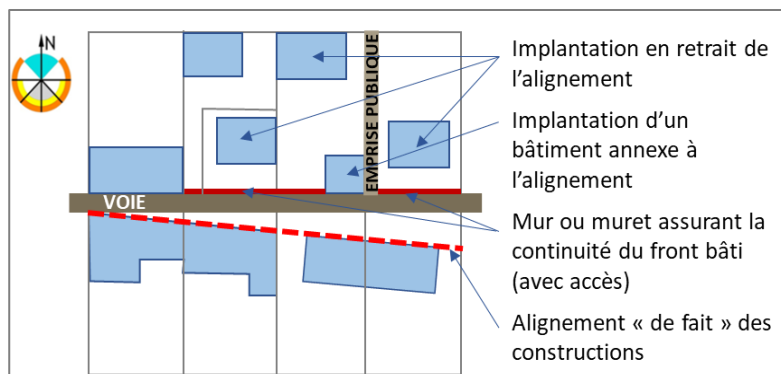 N
EMPRISE PUBLIQUE
VOIE
Implantation en retrait de
l'alignement
Implantation d'un
bâtiment annexe à
l'alignement
Mur ou muret assurant la
continuité du front bâti
(avec accès)
Alignement « de fait » des
constructions